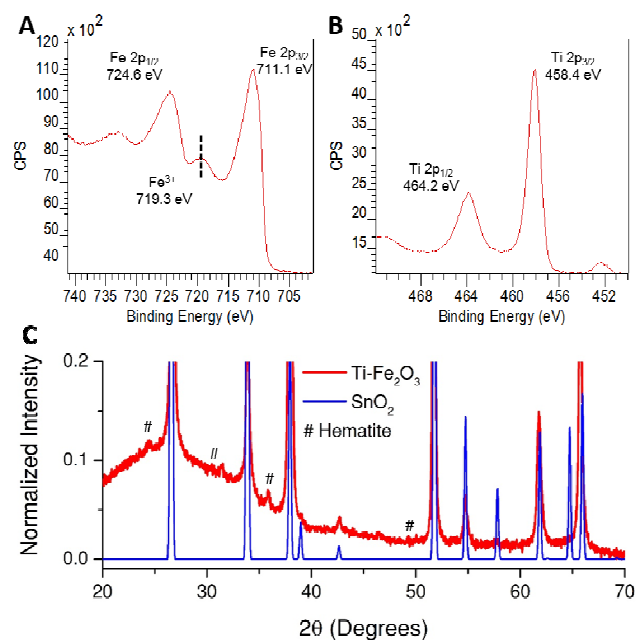 A
x 10²
Fe 2p1/2
724.6 eV
Fe 2p3/2
711.1 eV
Fe³⁺
719.3 eV
120
110
100
90
80
70
60
50
40
CPS
740 735 730 725 720 715 710 705
Binding Energy (eV)
B
x 10²
Ti 2p3/2
458.4 eV
Ti 2p1/2
464.2 eV
50
45
40
35
30
25
20
15
10
CPS
468 464 460 456 452
Binding Energy (eV)
C
Ti-Fe₂O₃
SnO₂
# Hematite
# # # #
0.2
0.1
0.0
Normalized Intensity
20 30 40 50 60 70
2θ (Degrees)